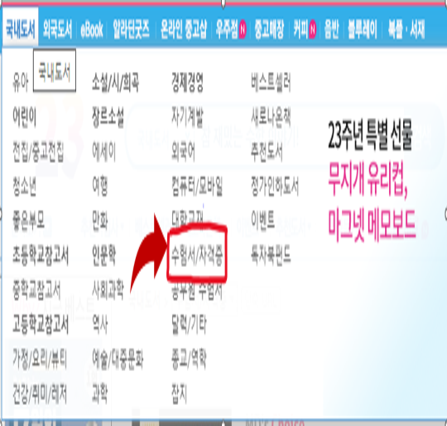 국내도서 외국도서 eBook 알라딘굿즈 온라인 중고샵 우주점 N 중고매장 커피 N 음반 블루레이 북플·서재
국내도서
유아
어린이
전집/중고전집
청소년
좋은부모
초등학교참고서
중학교참고서
고등학교참고서
가정/요리/뷰티
건강/취미/레저
소설/시/희곡
장르소설
에세이
여행
만화
인문학
사회과학
역사
예술/대중문화
과학
경제경영
자기계발
외국어
컴퓨터/모바일
대학교재
수험서/자격증
공무원 수험서
달력/기타
종교/역학
잡지
베스트셀러
새로나온책
추천도서
정가인하도서
이벤트
독자북펀드
23주년 특별 선물
무지개 유리컵,
마그넷 메모보드